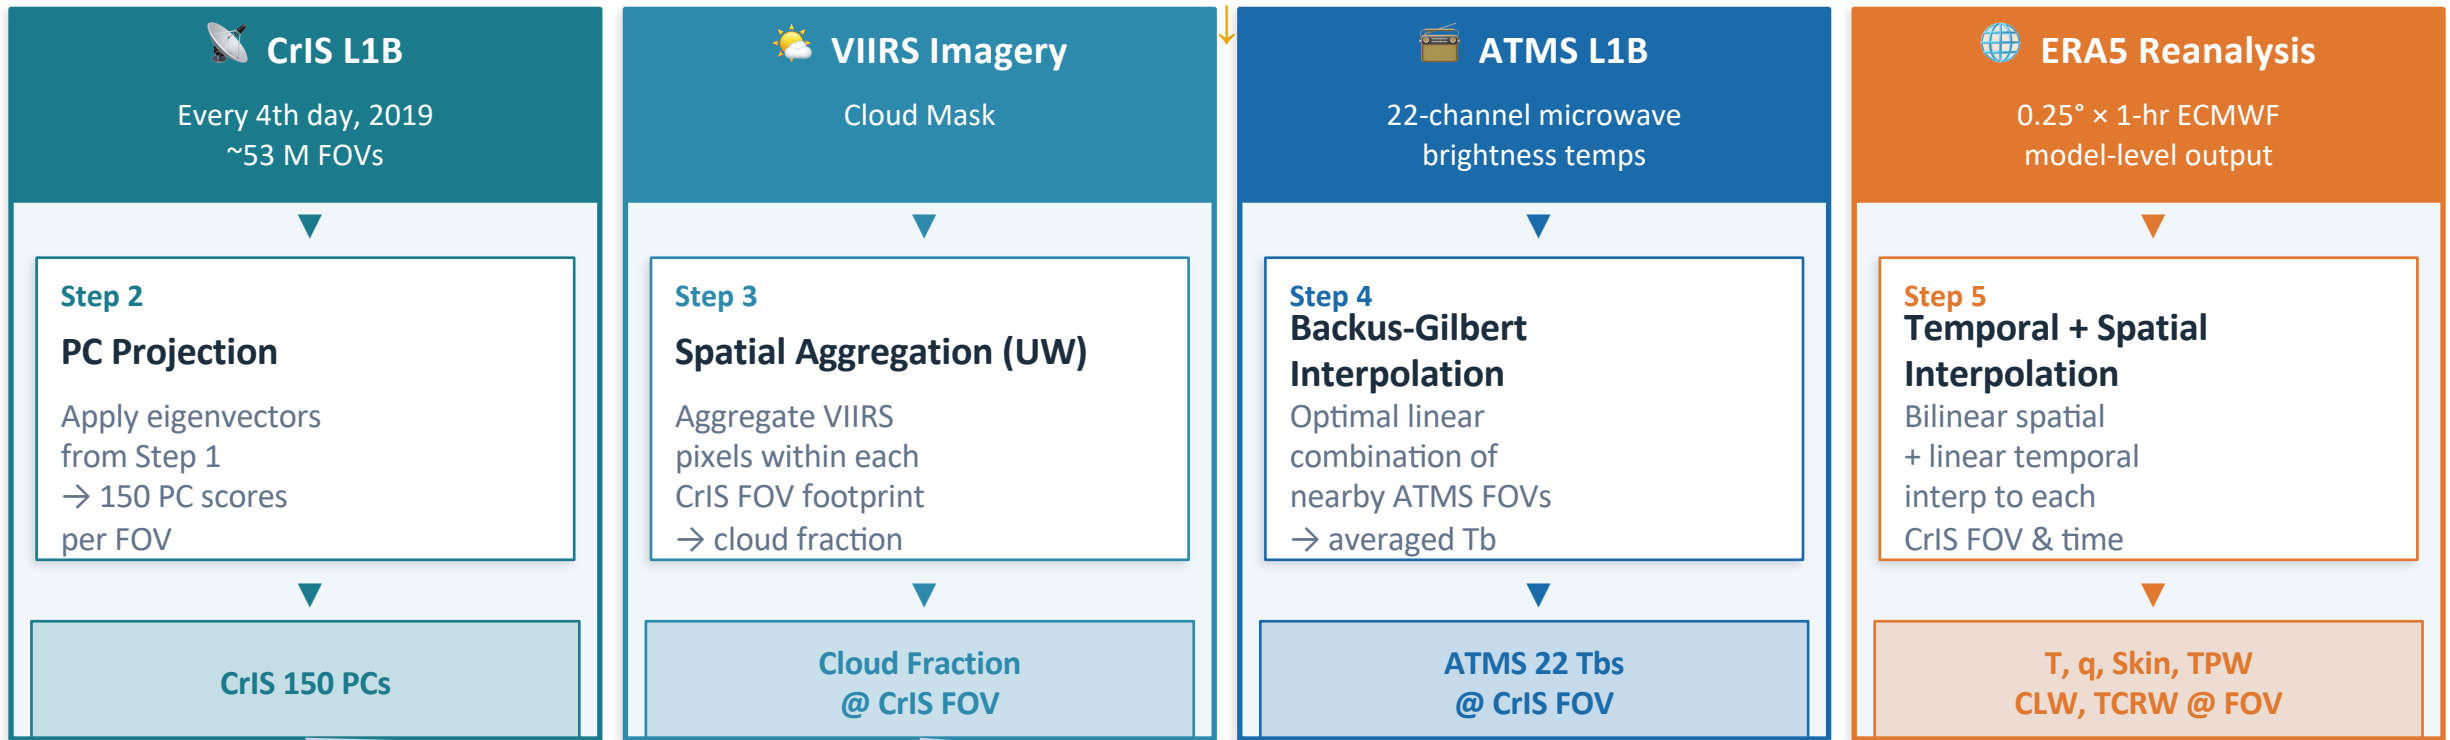 CrIS L1B
Every 4th day, 2019
~53 M FOVs
Step 2
PC Projection
Apply eigenvectors
from Step 1
→ 150 PC scores
per FOV
CrIS 150 PCs
VIIRS Imagery
Cloud Mask
Step 3
Spatial Aggregation (UW)
Aggregate VIIRS
pixels within each
CrIS FOV footprint
→ cloud fraction
Cloud Fraction
@ CrIS FOV
ATMS L1B
22-channel microwave
brightness temps
Step 4
Backus-Gilbert
Interpolation
Optimal linear
combination of
nearby ATMS FOVs
→ averaged Tb
ATMS 22 Tbs
@ CrIS FOV
ERA5 Reanalysis
0.25° × 1-hr ECMWF
model-level output
Step 5
Temporal + Spatial
Interpolation
Bilinear spatial
+ linear temporal
interp to each
CrIS FOV & time
T, q, Skin, TPW
CLW, TCRW @ FOV